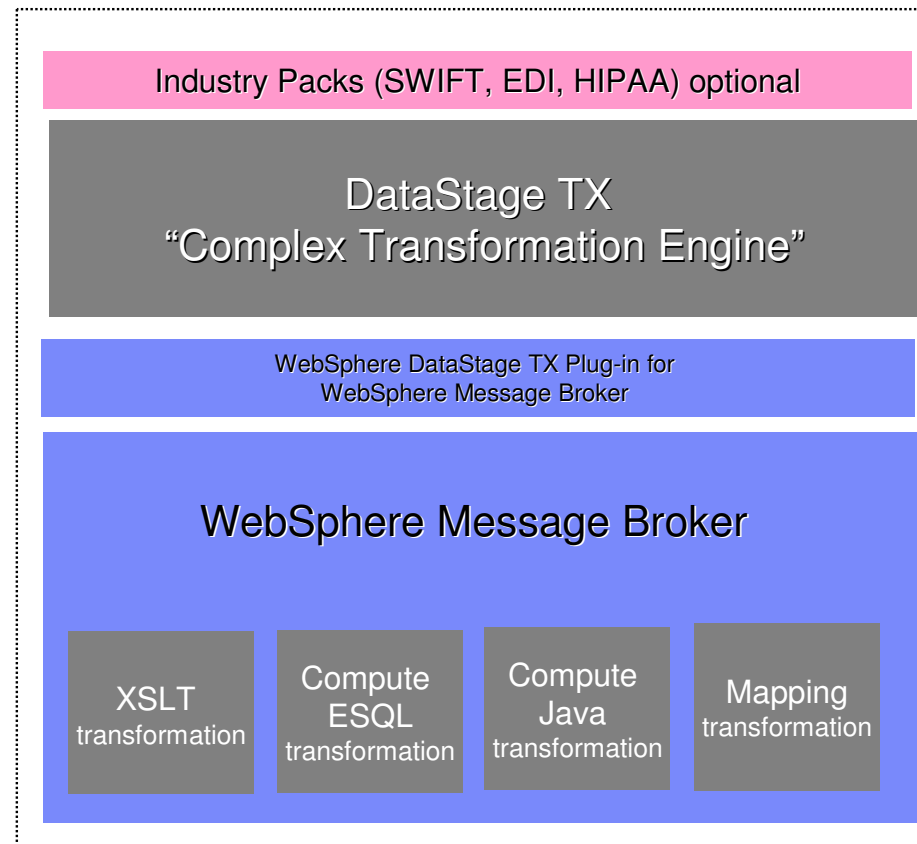 Industry Packs (SWIFT, EDI, HIPAA) optional
DataStage TX
“Complex Transformation Engine”
WebSphere DataStage TX Plug-in for
WebSphere Message Broker
WebSphere Message Broker
XSLT
transformation
Compute
ESQL
transformation
Compute
Java
transformation
Mapping
transformation